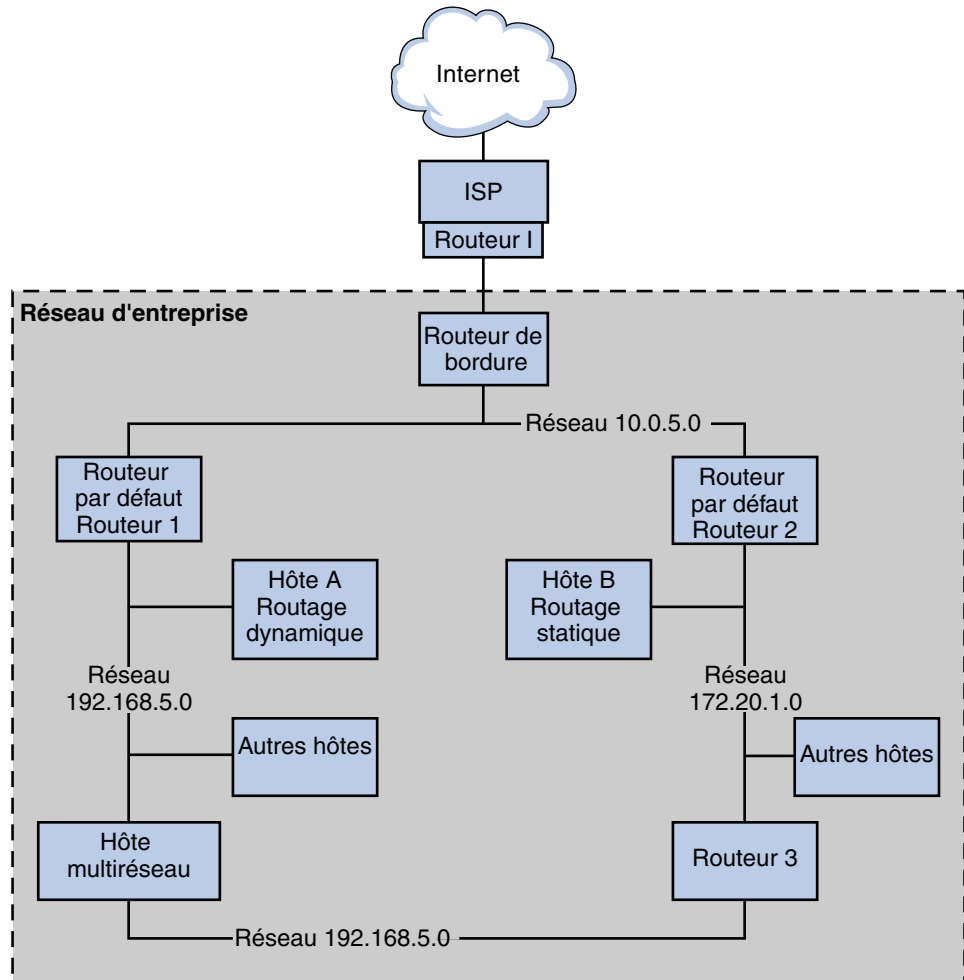 Internet
ISP
Routeur I
Réseau d'entreprise
Routeur de
bordure
Réseau 10.0.5.0
Routeur
par défaut
Routeur 1
Routeur
par défaut
Routeur 2
Hôte A
Routage
dynamique
Hôte B
Routage
statique
Réseau
192.168.5.0
Réseau
172.20.1.0
Autres hôtes
Autres hôtes
Hôte
multiréseau
Routeur 3
Réseau 192.168.5.0